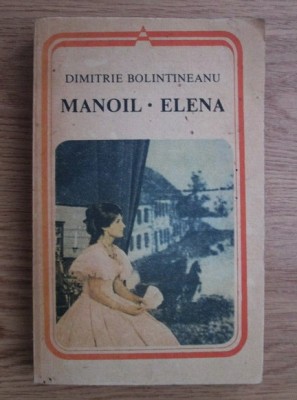 DIMITRIE BOLINTINEANU
MANOIL · ELENA